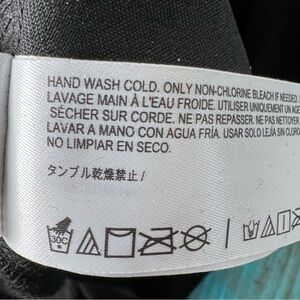 HAND WASH COLD. ONLY NON-CHLORINE BLEACH IF NEEDED.
LAVAGE MAIN À L'EAU FROIDE. UTILISER UNIQUEMENT UN AG
SÉCHER SUR CORDE. NE PAS REPASSER. NE PAS NETTOYER
LAVAR A MANO CON AGUA FRÍA. USAR SOLO LEJÍA SIN CLORO
NO LIMPIAR EN SECO.
タンブル乾燥禁止/
30C